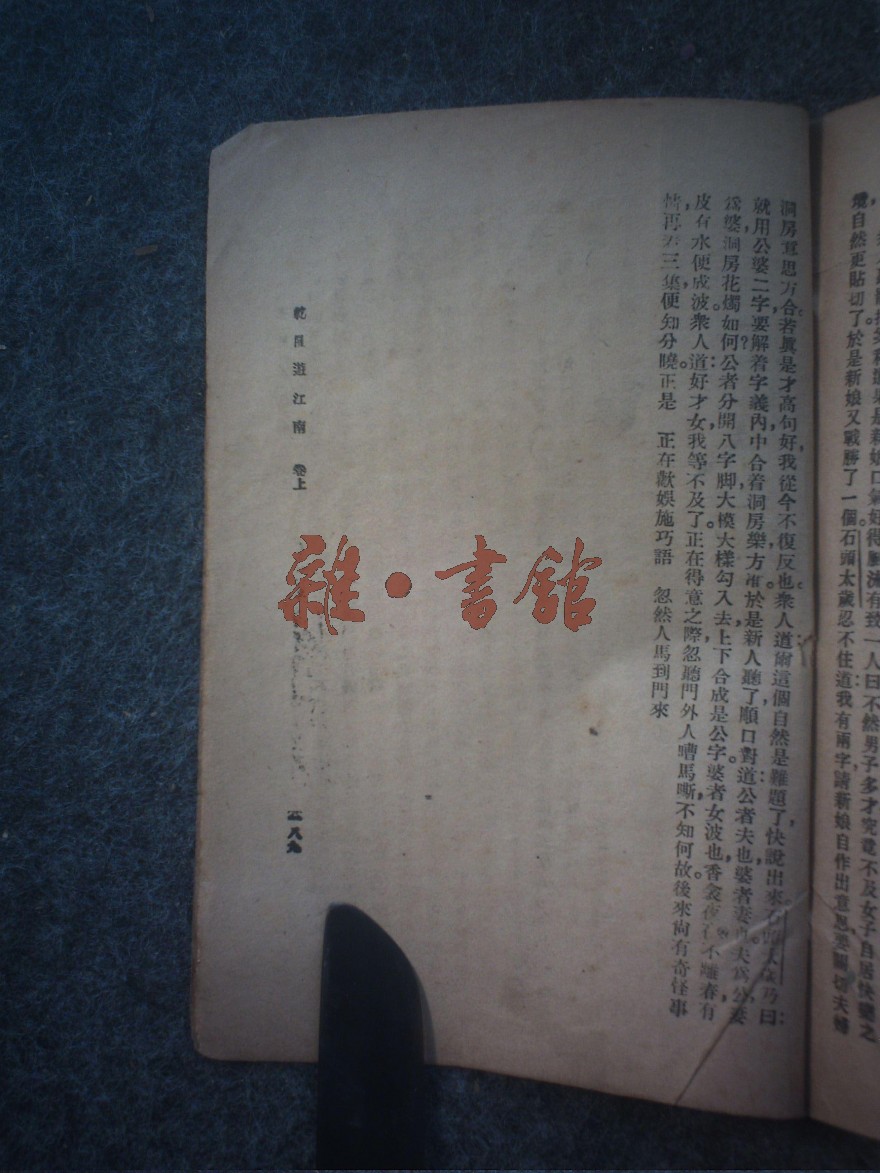 境自然更貼切了於是新娘又戰勝了一個石頭太歲忍不住道我有兩字請新娘自作出意思要關切夫婦
洞房意思方合。若真是才高句好，我從今不復反也。衆人道：爾這個自然是難題了，快說出來。石頭太歲乃曰：
就用公婆二字，要解着字義內中合着洞房樂方准。於是新人聽了，順口對道：公者夫也，婆者妻也。夫爲公，妻
爲婆，洞房花燭如何？公者分開八字脚，大模大樣勾入去，上下合成是公字。婆者女波也，香衾夜夜不離春，有
皮有水便成波。衆人道：好才女，我等不及了。正在得意之際，忽聽門外人嘈馬嘶，不知何故。後來尙有奇怪事
情，再看三集便知分曉。正是　正在歡娛施巧語　忽然人馬到門來
乾隆遊江南　卷上
八九
雜·書館